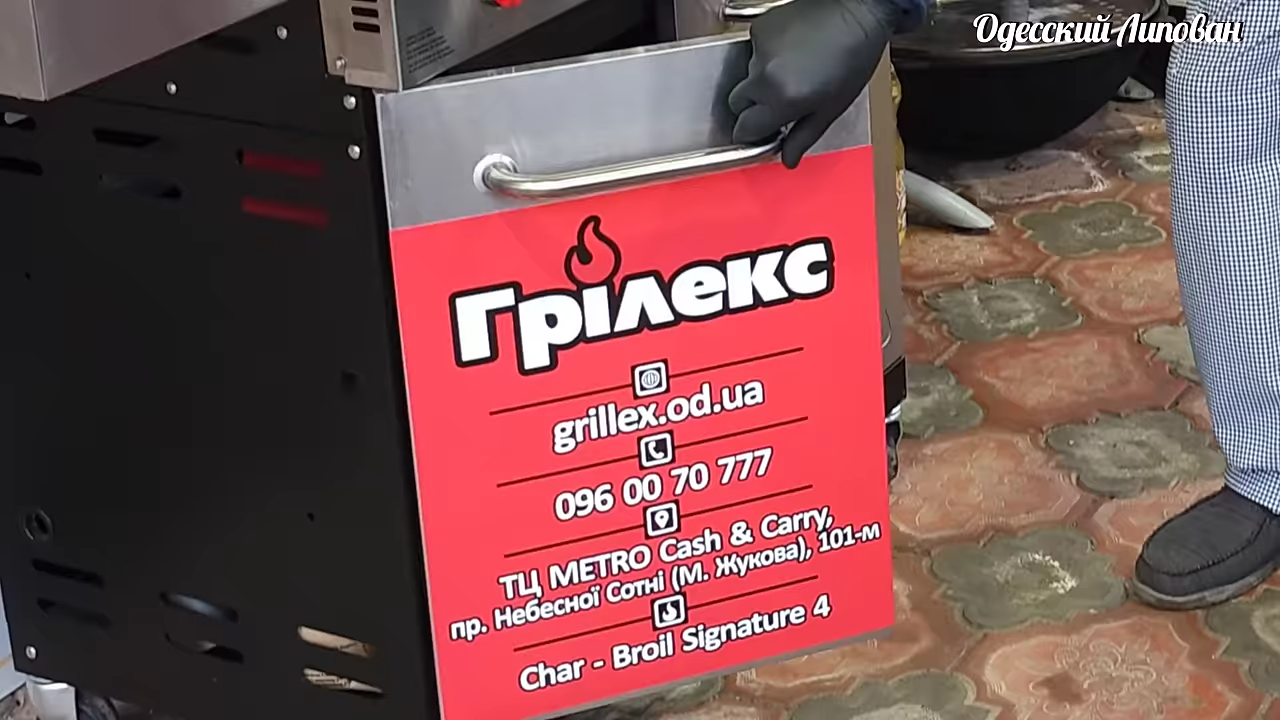 Одесский Липован
Грілекс
grillex.od.ua
096 00 70 777
ТЦ METRO Cash & Carry,
пр. Небесної Сотні (М. Жукова), 101-м
Char - Broil Signature 4